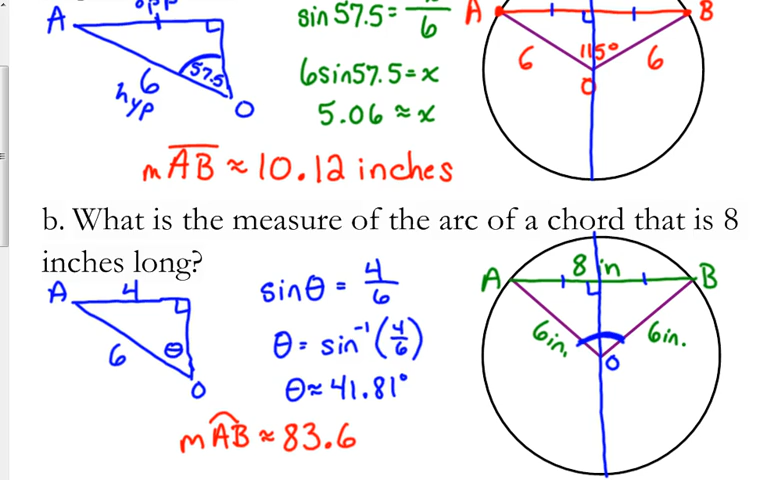 opp
A
6
hyp
57.5
O
sin 57.5 =
6
6sin57.5=x
5.06 ≈ x
A B
6 115° 6
O
m AB ≈ 10.12 inches
b. What is the measure of the arc of a chord that is 8
inches long?
A 4
6
θ
O
sinθ = 4/6
θ = sin⁻¹(4/6)
θ≈ 41.81°
mAB ≈ 83.6
A 8 in B
6in. 6in.
O